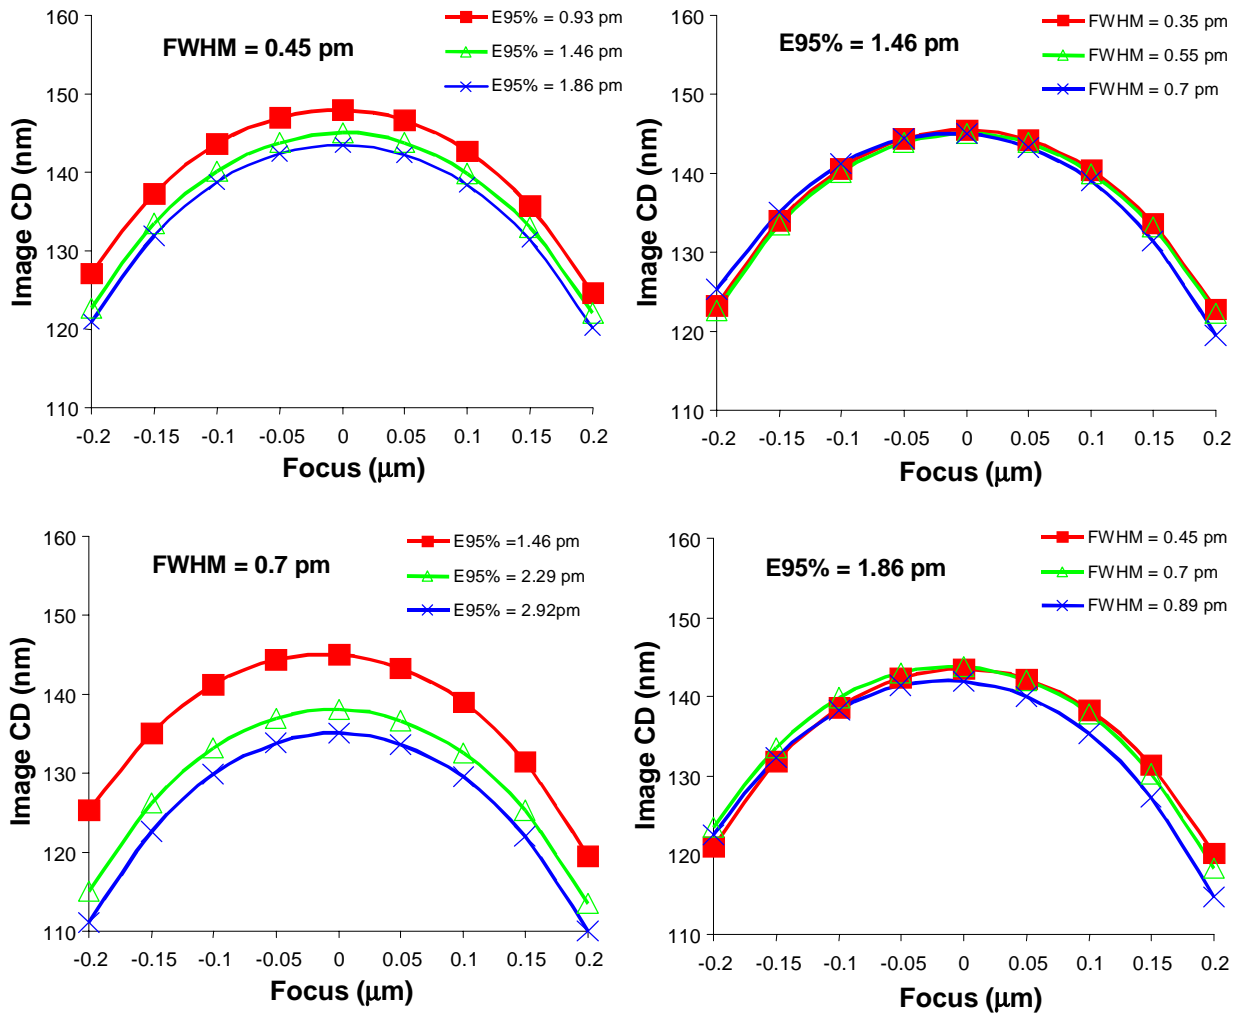 FWHM = 0.45 pm
E95% = 0.93 pm
E95% = 1.46 pm
E95% = 1.86 pm
160
150
140
130
120
110
Image CD (nm)
-0.2 -0.15 -0.1 -0.05 0 0.05 0.1 0.15 0.2
Focus (μm)
E95% = 1.46 pm
FWHM = 0.35 pm
FWHM = 0.55 pm
FWHM = 0.7 pm
160
150
140
130
120
110
Image CD (nm)
-0.2 -0.15 -0.1 -0.05 0 0.05 0.1 0.15 0.2
Focus (μm)
FWHM = 0.7 pm
E95% =1.46 pm
E95% = 2.29 pm
E95% = 2.92pm
160
150
140
130
120
110
Image CD (nm)
-0.2 -0.15 -0.1 -0.05 0 0.05 0.1 0.15 0.2
Focus (μm)
E95% = 1.86 pm
FWHM = 0.45 pm
FWHM = 0.7 pm
FWHM = 0.89 pm
160
150
140
130
120
110
Image CD (nm)
-0.2 -0.15 -0.1 -0.05 0 0.05 0.1 0.15 0.2
Focus (μm)